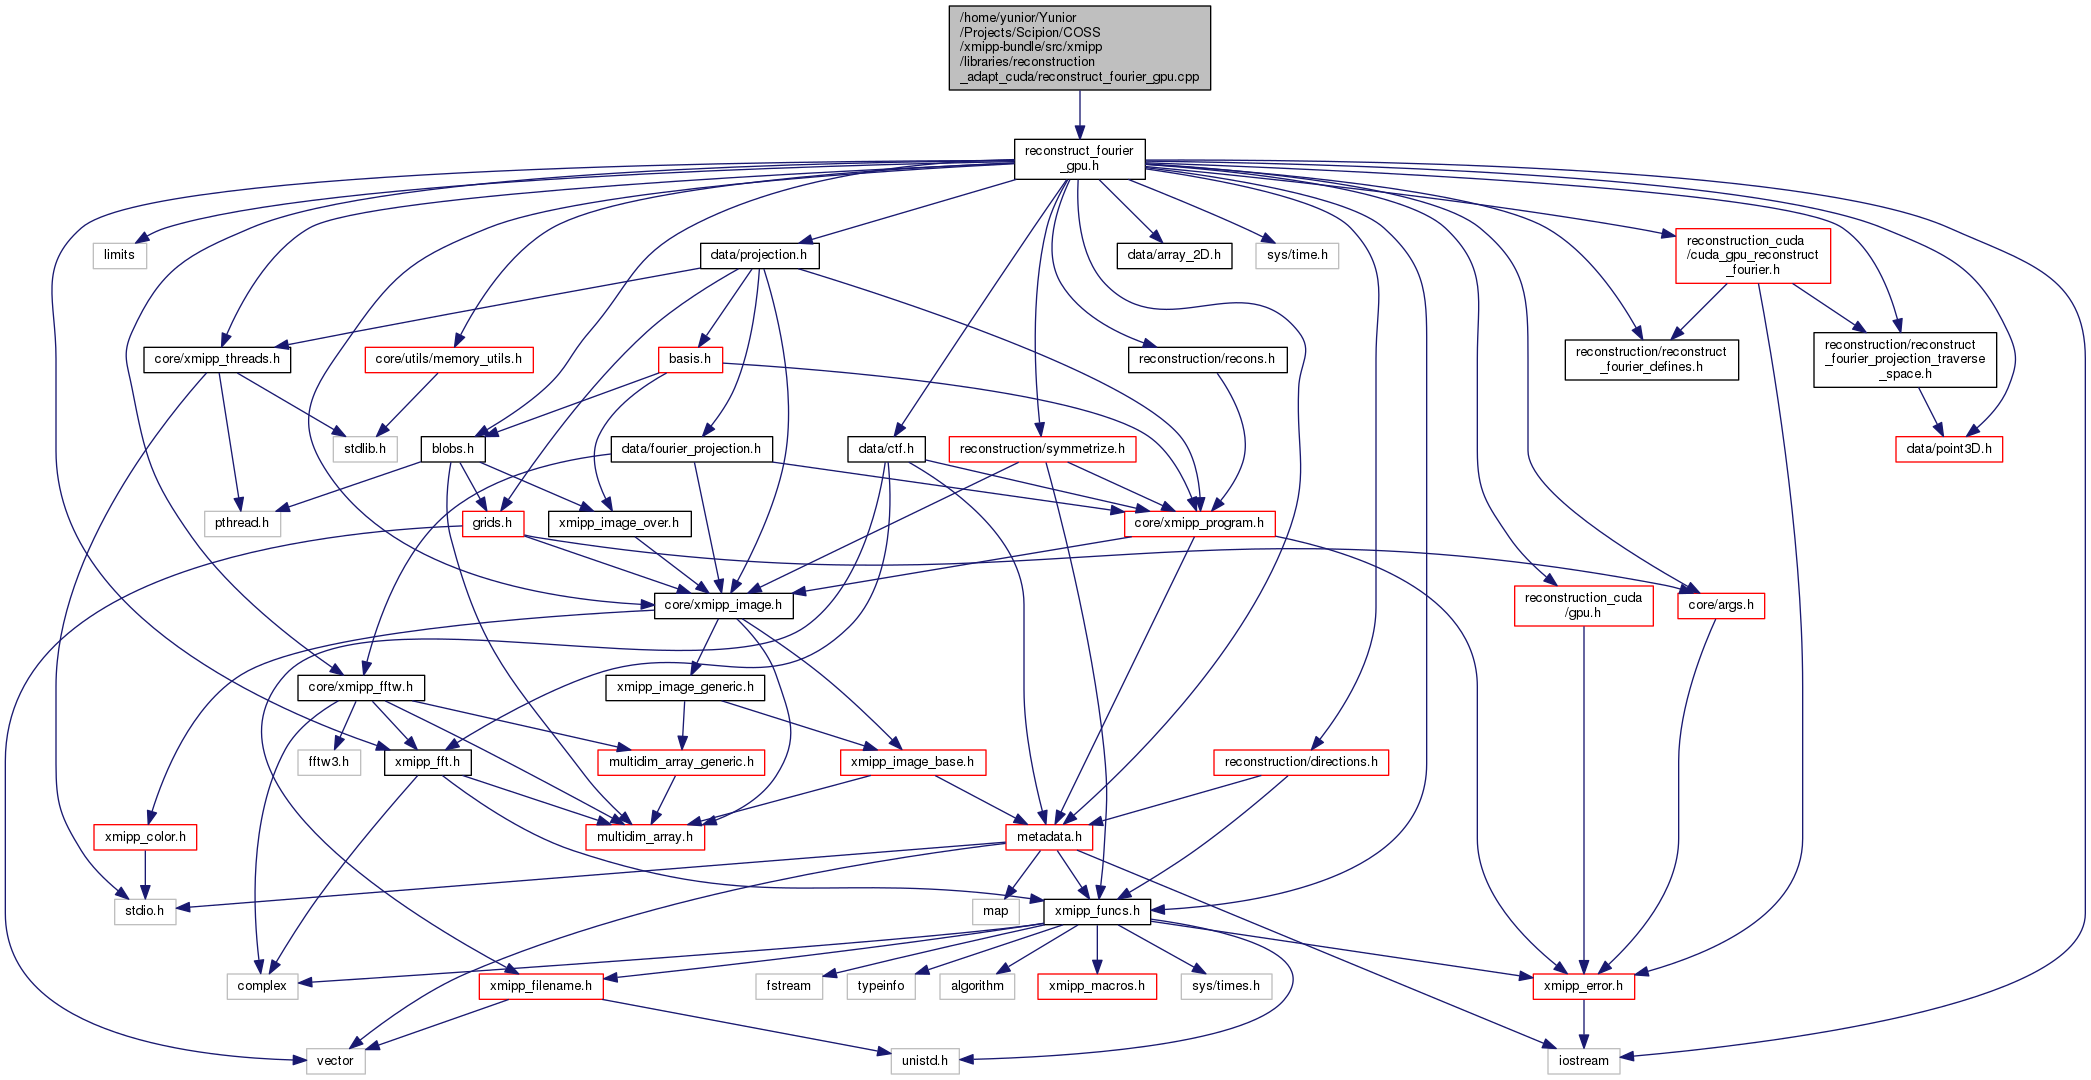 /home/yunior/Yunior
/Projects/Scipion/COSS
/xmipp-bundle/src/xmipp
/libraries/reconstruction
_adapt_cuda/reconstruct_fourier_gpu.cpp
reconstruct_fourier
_gpu.h
limits
data/projection.h
data/array_2D.h
sys/time.h
reconstruction_cuda
/cuda_gpu_reconstruct
_fourier.h
core/xmipp_threads.h
core/utils/memory_utils.h
basis.h
reconstruction/recons.h
reconstruction/reconstruct
_fourier_defines.h
reconstruction/reconstruct
_fourier_projection_traverse
_space.h
stdlib.h
blobs.h
data/fourier_projection.h
data/ctf.h
reconstruction/symmetrize.h
data/point3D.h
pthread.h
grids.h
xmipp_image_over.h
core/xmipp_program.h
core/xmipp_image.h
reconstruction_cuda
/gpu.h
core/args.h
core/xmipp_fftw.h
xmipp_image_generic.h
fftw3.h
xmipp_fft.h
multidim_array_generic.h
xmipp_image_base.h
reconstruction/directions.h
xmipp_color.h
multidim_array.h
metadata.h
stdio.h
map
xmipp_funcs.h
complex
xmipp_filename.h
fstream
typeinfo
algorithm
xmipp_macros.h
sys/times.h
xmipp_error.h
vector
unistd.h
iostream